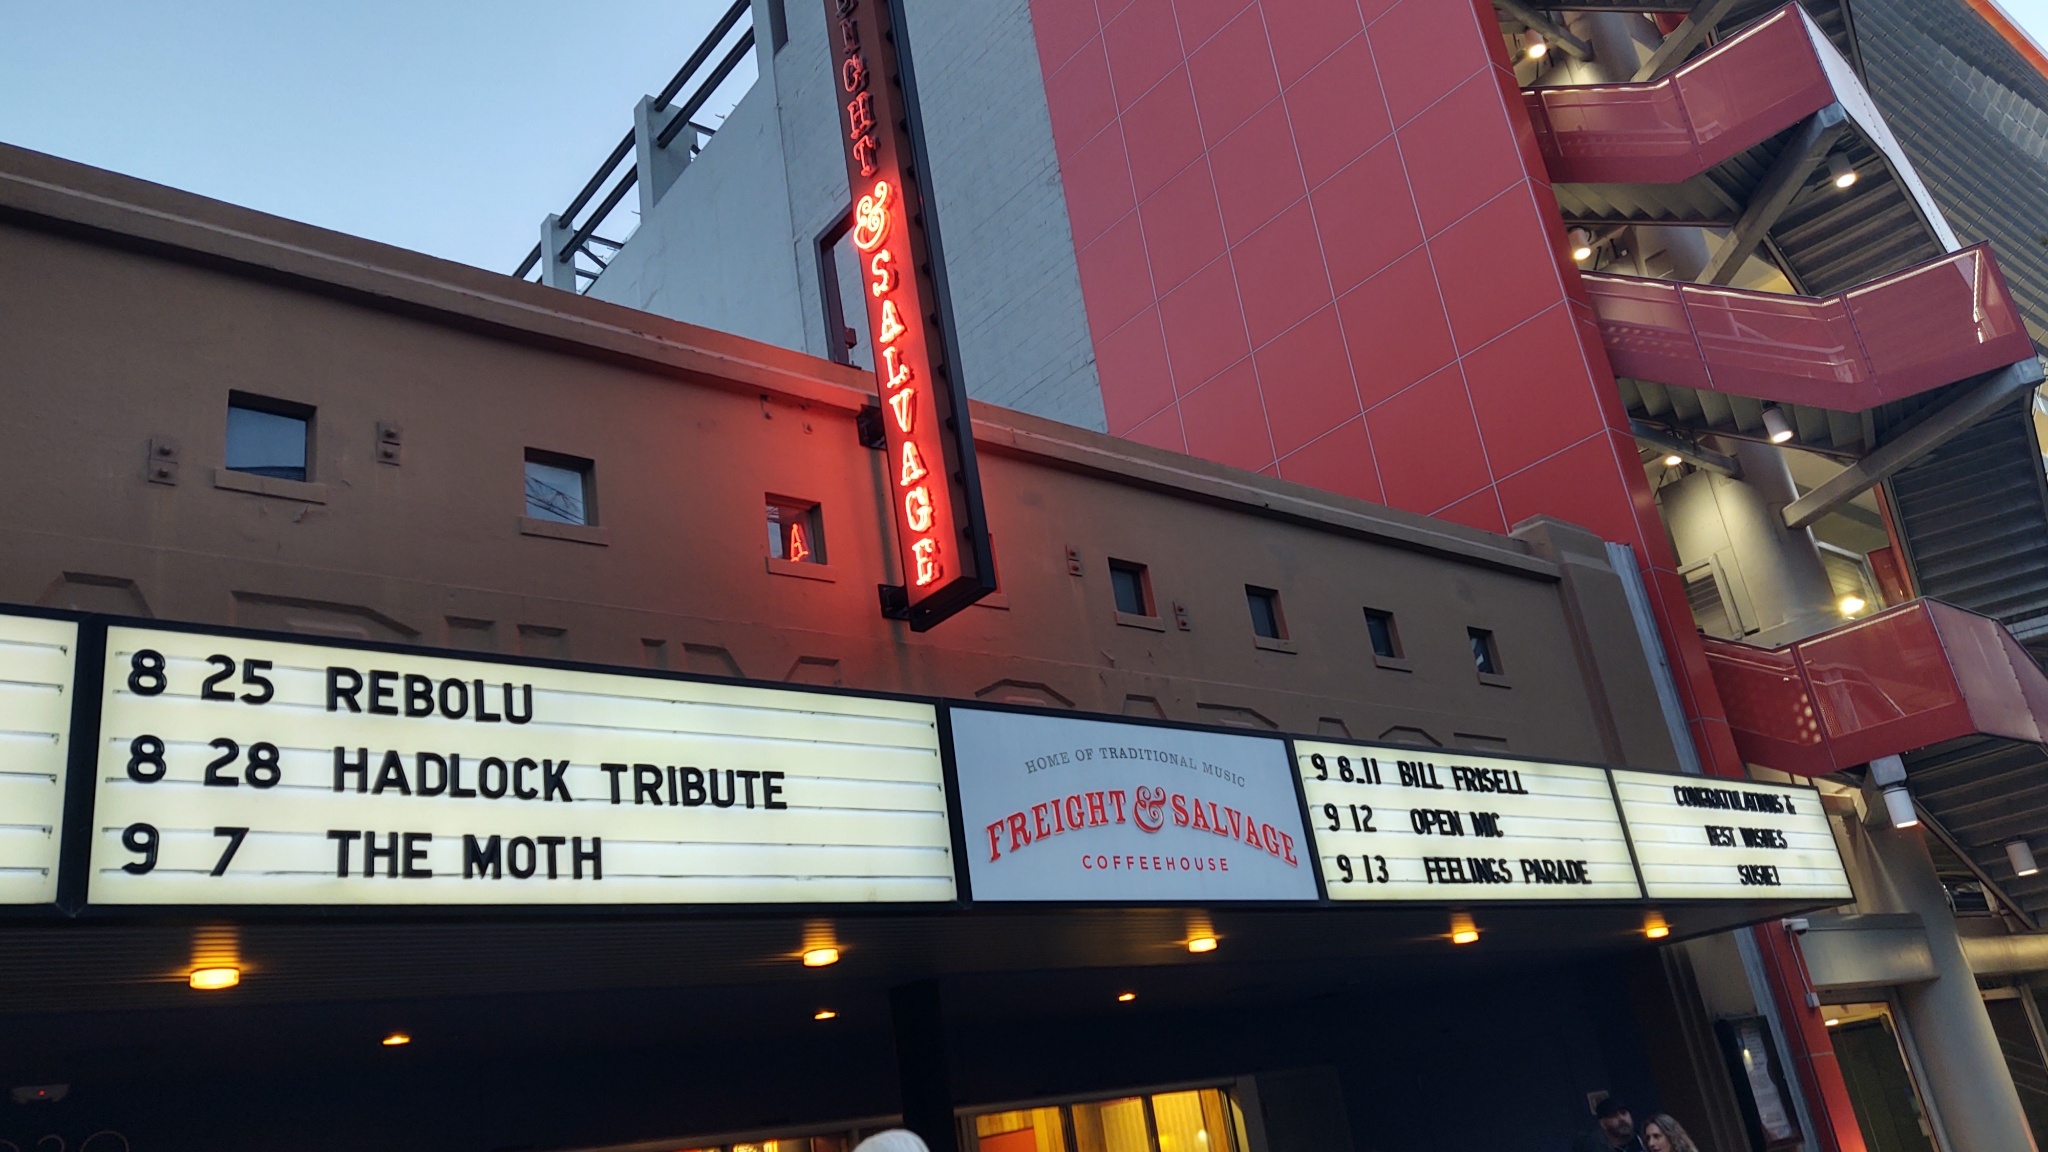 & SALVAGE
8 25 REBOLU
8 28 HADLOCK TRIBUTE
9 7 THE MOTH
HOME OF TRADITIONAL MUSIC
FREIGHT & SALVAGE
COFFEEHOUSE
9 8-11 BILL FRISELL
9 12 OPEN MIC
9 13 FEELINGS PARADE
CONGRATULATIONS &
BEST WISHES
SUSIE!